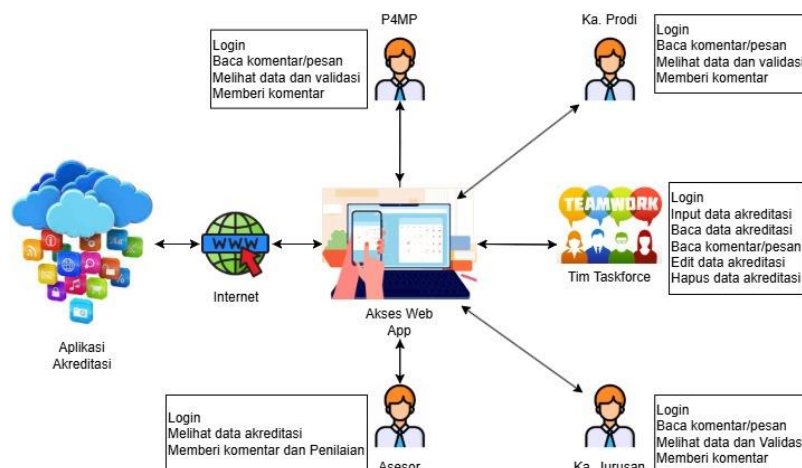 P4MP
Login
Baca komentar/pesan
Melihat data dan validasi
Memberi komentar
Ka. Prodi
Login
Baca komentar/pesan
Melihat data dan validasi
Memberi komentar
TEAMWORK
Tim Taskforce
Login
Input data akreditasi
Baca data akreditasi
Baca komentar/pesan
Edit data akreditasi
Hapus data akreditasi
WWW
Internet
Akses Web
App
Aplikasi
Akreditasi
Login
Melihat data akreditasi
Memberi komentar dan Penilaian
Asesor
Ka. Jurusan
Login
Baca komentar/pesan
Melihat data dan Validas
Memberi komentar